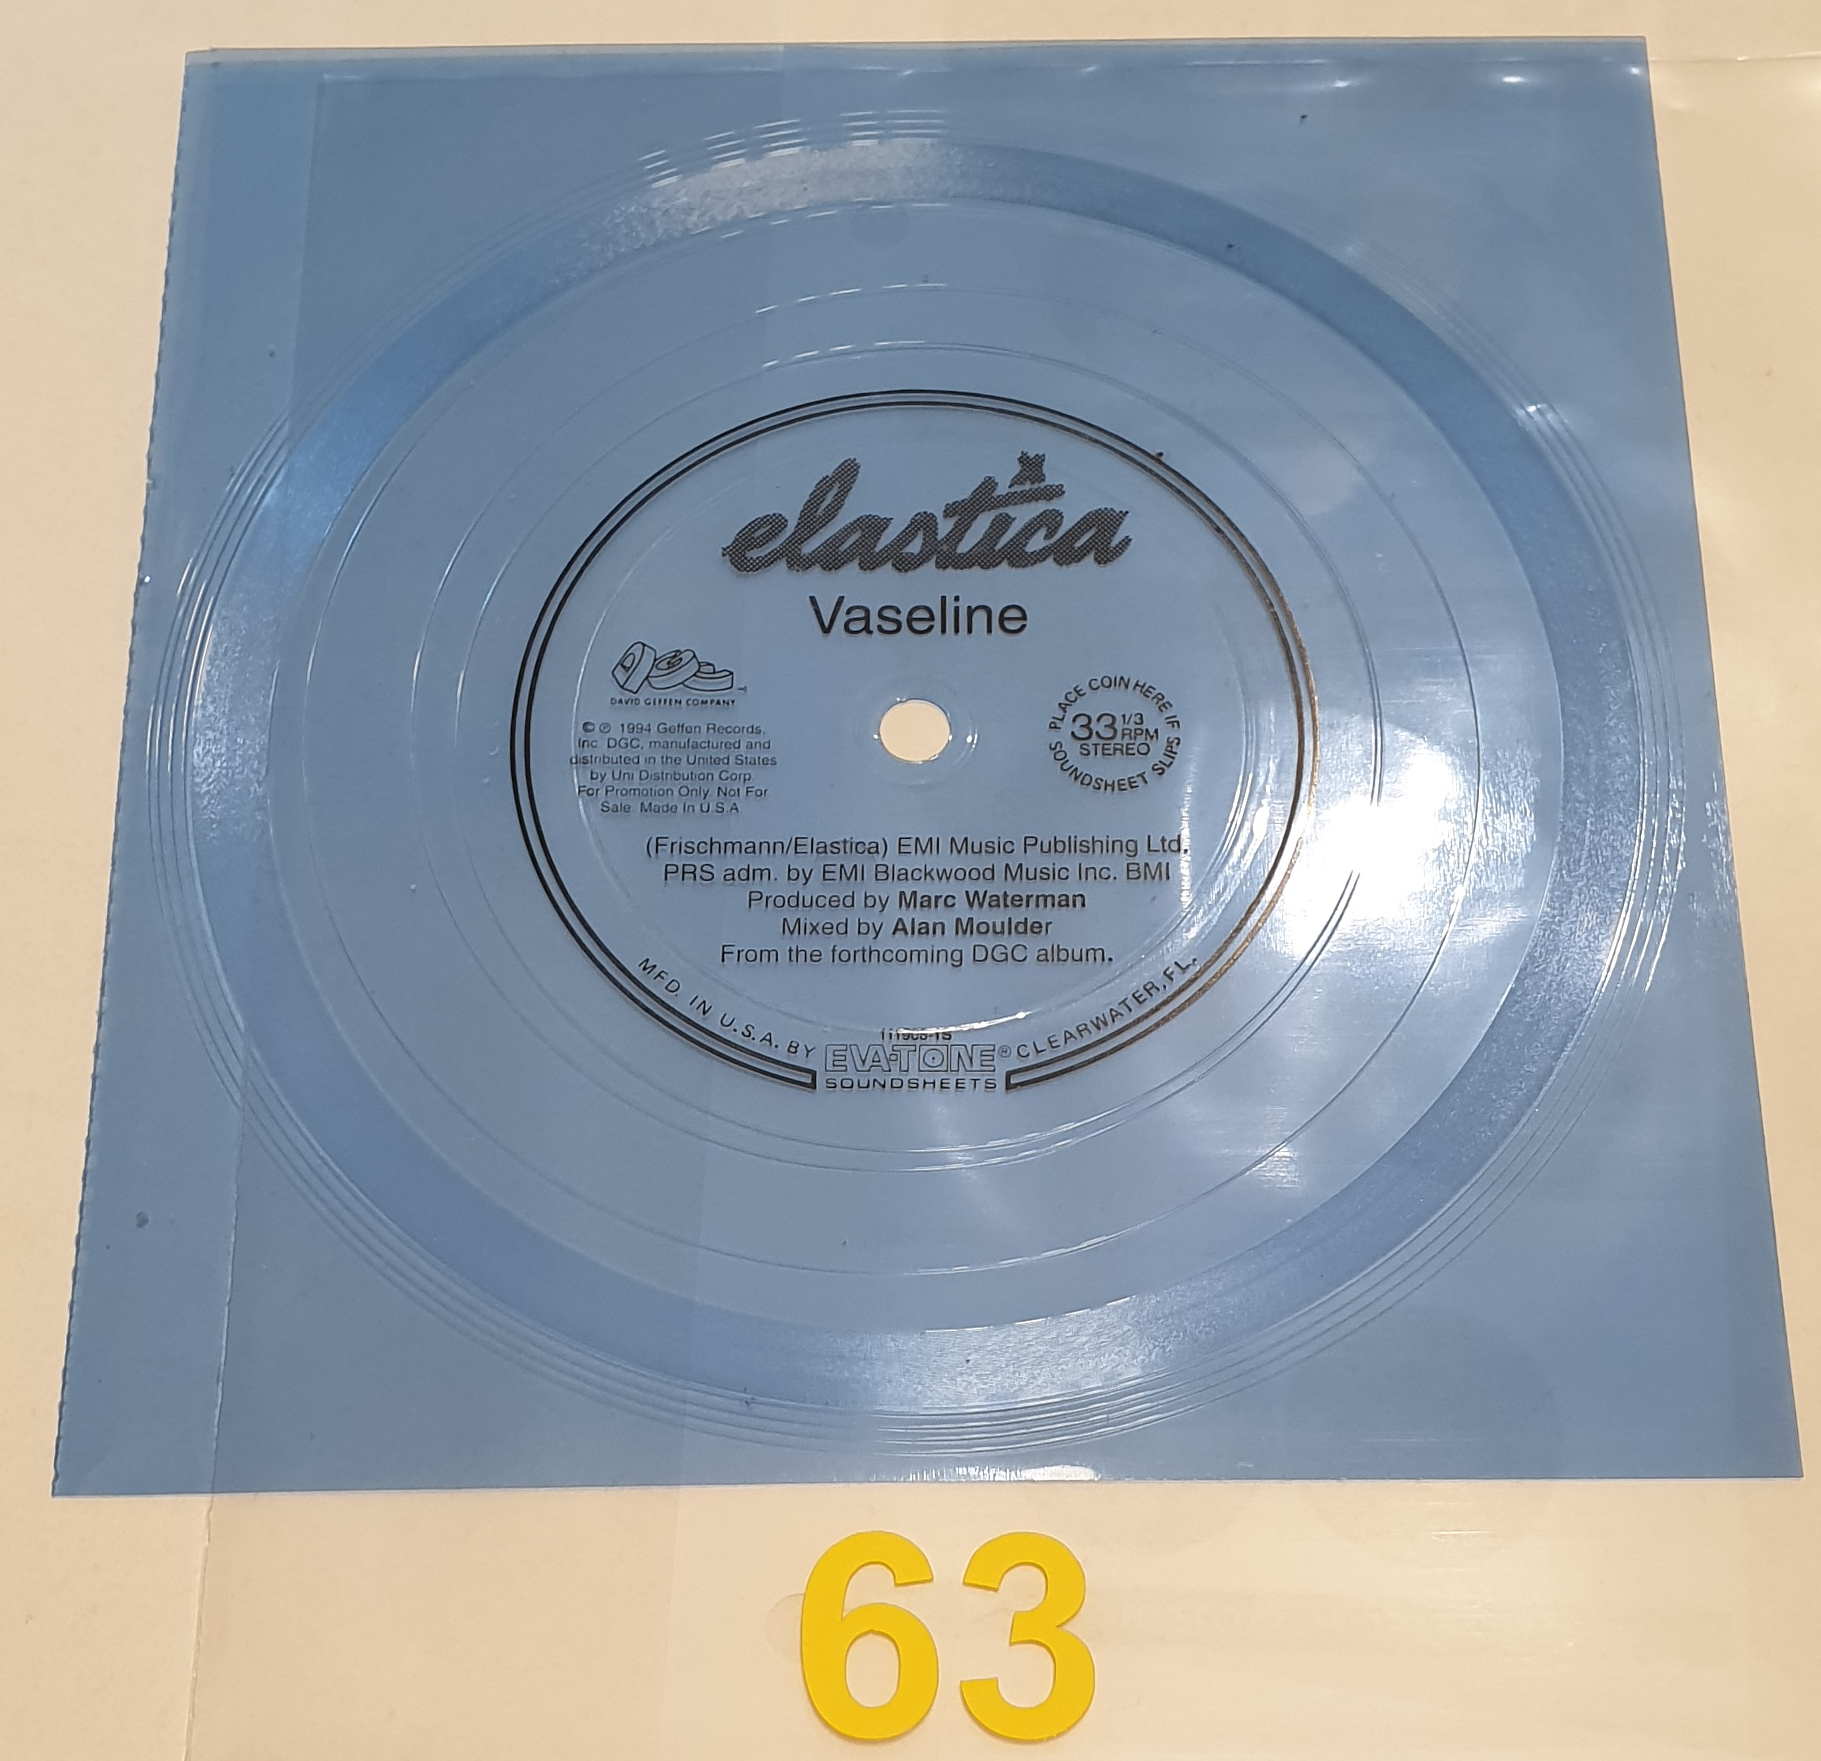 elastica
Vaseline
DAVID GEFFEN COMPANY
© ℗ 1994 Geffen Records,
Inc. DGC, manufactured and
distributed in the United States
by Uni Distribution Corp.
For Promotion Only. Not For
Sale. Made In U.S.A
PLACE COIN HERE IF
SOUNDSHEET SLIPS
33 1/3
RPM
STEREO
(Frischmann/Elastica) EMI Music Publishing Ltd,
PRS adm. by EMI Blackwood Music Inc. BMI
Produced by Marc Waterman
Mixed by Alan Moulder
From the forthcoming DGC album.
MFD. IN U.S.A. BY
EVA-TONE®
SOUNDSHEETS
CLEARWATER, FL.
63